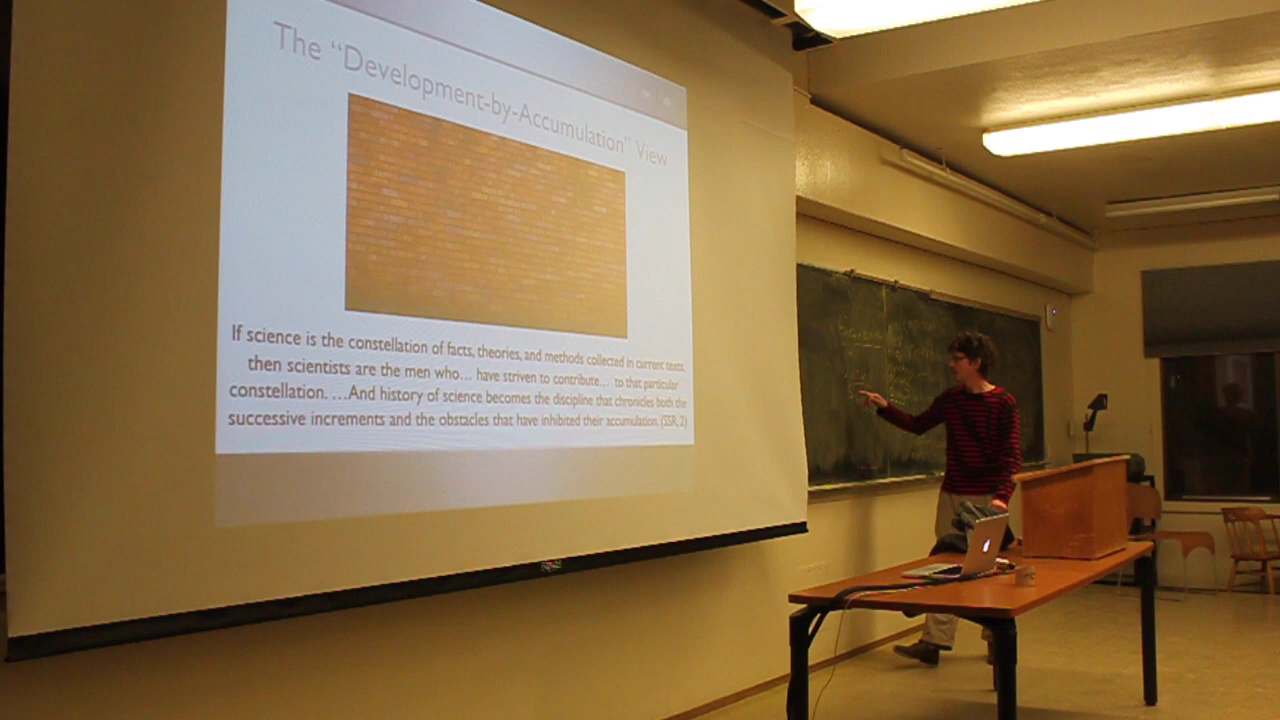 The “Development-by-Accumulation” View
If science is the constellation of facts, theories, and methods collected in current texts,
then scientists are the men who... have striven to contribute... to that particular
constellation. ...And history of science becomes the discipline that chronicles both the
successive increments and the obstacles that have inhibited their accumulation. (SSR, 2)